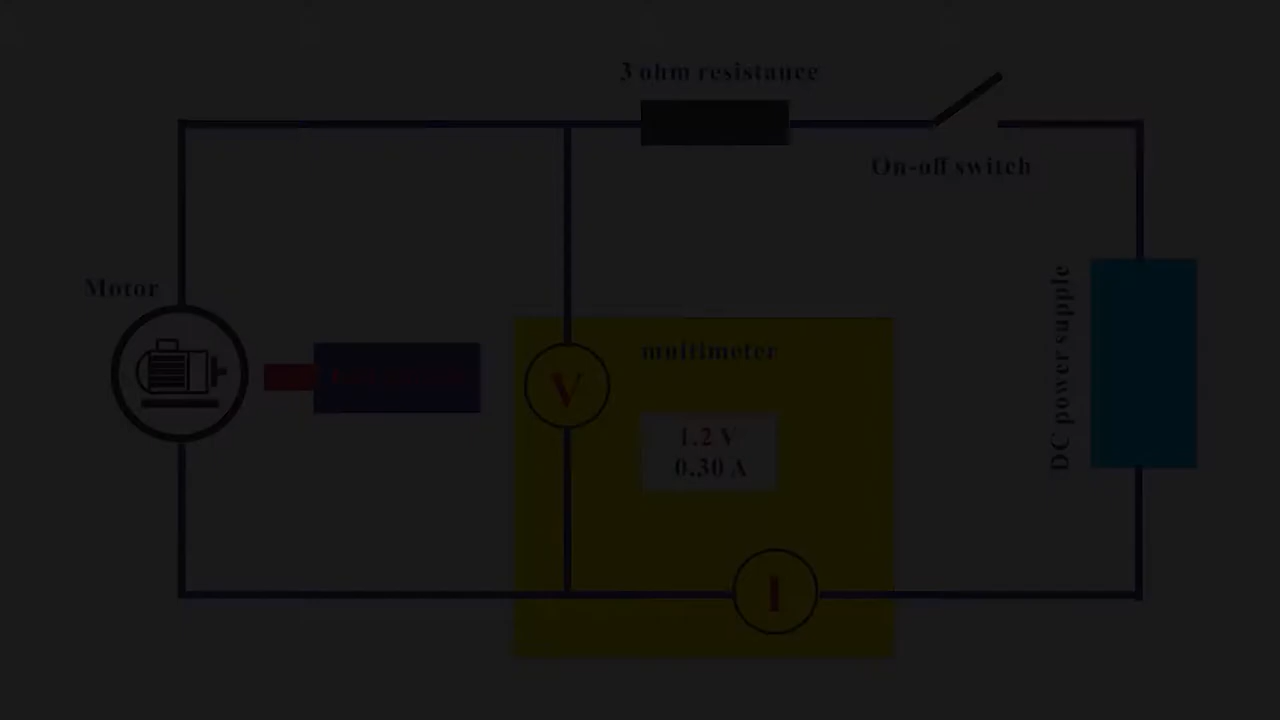 3 ohm resistance
On-off switch
Motor
DC power supply
multimeter
V
1.2 V
0.30 A
I